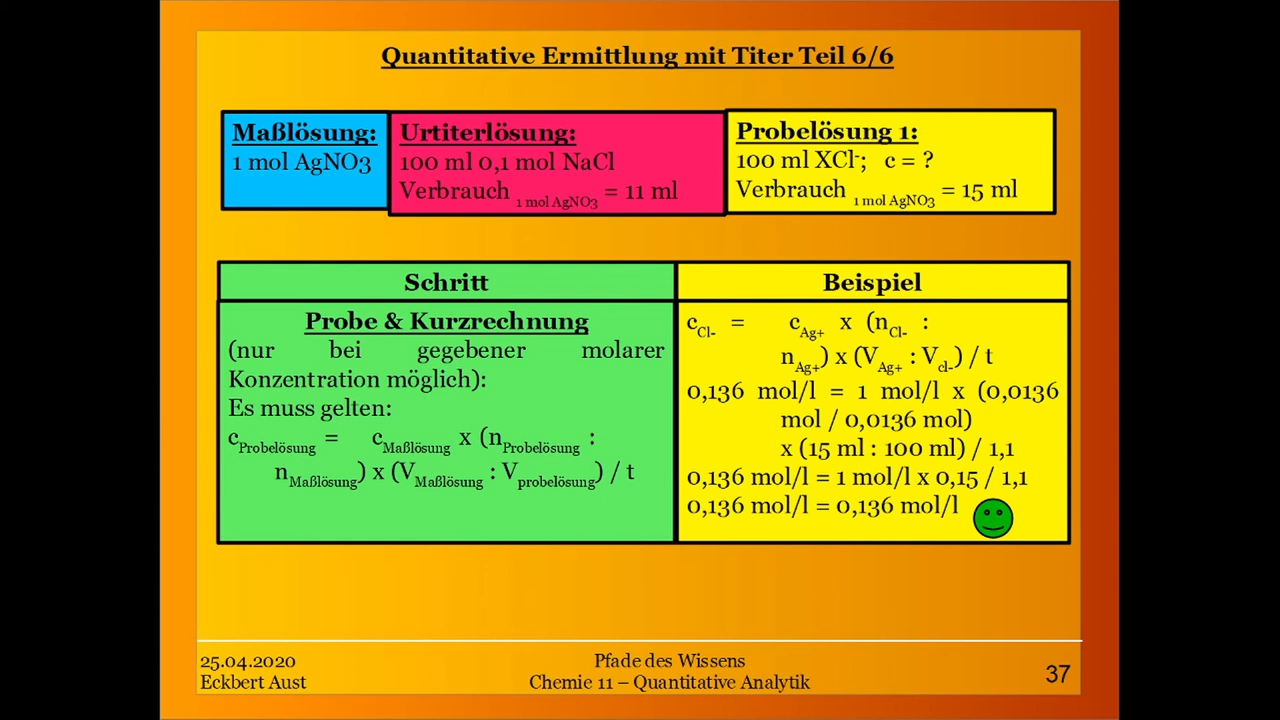 Quantitative Ermittlung mit Titer Teil 6/6
Maßlösung:
1 mol AgNO3
Urtiterlösung:
100 ml 0,1 mol NaCl
Verbrauch 1 mol AgNO3 = 11 ml
Probelösung 1:
100 ml XCl-; c = ?
Verbrauch 1 mol AgNO3 = 15 ml
Schritt
Probe & Kurzrechnung
(nur bei gegebener molarer
Konzentration möglich):
Es muss gelten:
cProbelösung = cMaßlösung x (nProbelösung :
nMaßlösung) x (VMaßlösung : Vprobelösung) / t
Beispiel
cCl- = cAg+ x (nCl- :
nAg+) x (VAg+ : Vcl-) / t
0,136 mol/l = 1 mol/l x (0,0136
mol / 0,0136 mol)
x (15 ml : 100 ml) / 1,1
0,136 mol/l = 1 mol/l x 0,15 / 1,1
0,136 mol/l = 0,136 mol/l
25.04.2020
Eckbert Aust
Pfade des Wissens
Chemie 11 – Quantitative Analytik
37